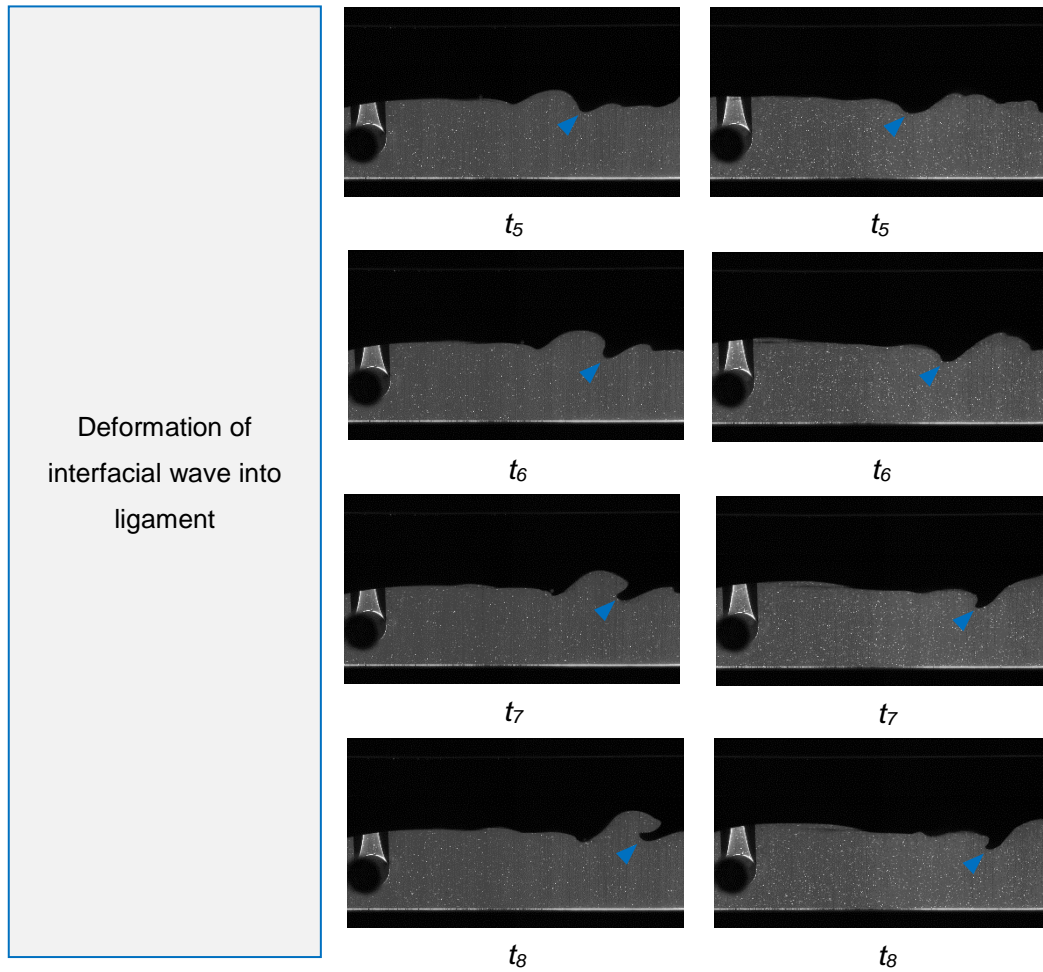 Deformation of
interfacial wave into
ligament
t5
t5
t6
t6
t7
t7
t8
t8